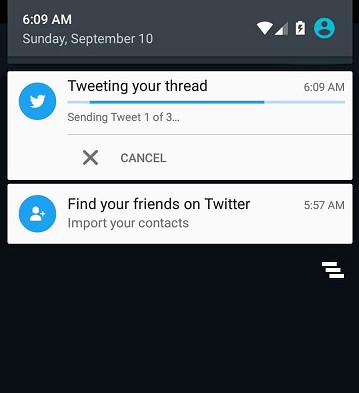 6:09 AM
Sunday, September 10
Tweeting your thread 6:09 AM
Sending Tweet 1 of 3...
CANCEL
Find your friends on Twitter 5:57 AM
Import your contacts